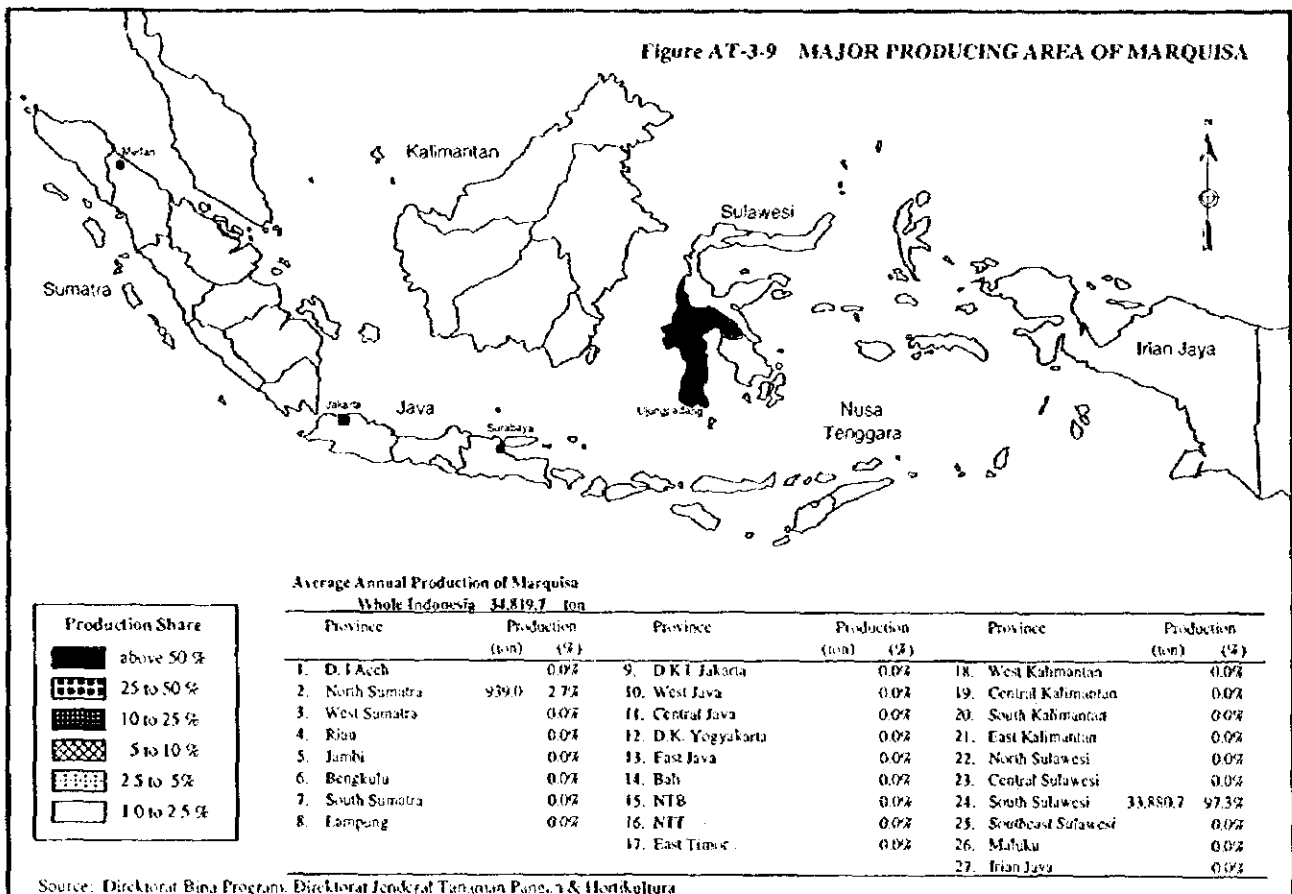 Figure AT-3-9 MAJOR PRODUCING AREA OF MARQUISA
Medan
Kalimantan
Sulawesi
Sumatra
Irian Jaya
Jakarta
Java
Surabaya
Ujungpadang
Nusa
Tenggara
Production Share
above 50 %
25 to 50 %
10 to 25 %
5 to 10 %
2.5 to 5%
1.0 to 2.5 %
Average Annual Production of Marquisa
Whole Indonesia 34,819.7 ton
Province Production Province Production Province Production
(ton) (%) (ton) (%) (ton) (%)
1. D.I Aceh 0.0% 9. D K I Jakarta 0.0% 18. West Kalimantan 0.0%
2. North Sumatra 939.0 2.7% 10. West Java 0.0% 19. Central Kalimantan 0.0%
3. West Sumatra 0.0% 11. Central Java 0.0% 20. South Kalimantan 0.0%
4. Riau 0.0% 12. D.K. Yogyakarta 0.0% 21. East Kalimantan 0.0%
5. Jambi 0.0% 13. East Java 0.0% 22. North Sulawesi 0.0%
6. Bengkulu 0.0% 14. Bali 0.0% 23. Central Sulawesi 0.0%
7. South Sumatra 0.0% 15. NTB 0.0% 24. South Sulawesi 33,880.7 97.3%
8. Lampung 0.0% 16. NTT 0.0% 25. Southeast Sulawesi 0.0%
17. East Timor 0.0% 26. Maluku 0.0%
27. Irian Jaya 0.0%
Source: Direktorat Bina Program, Direktorat Jenderal Tanaman Pangan & Hortikultura